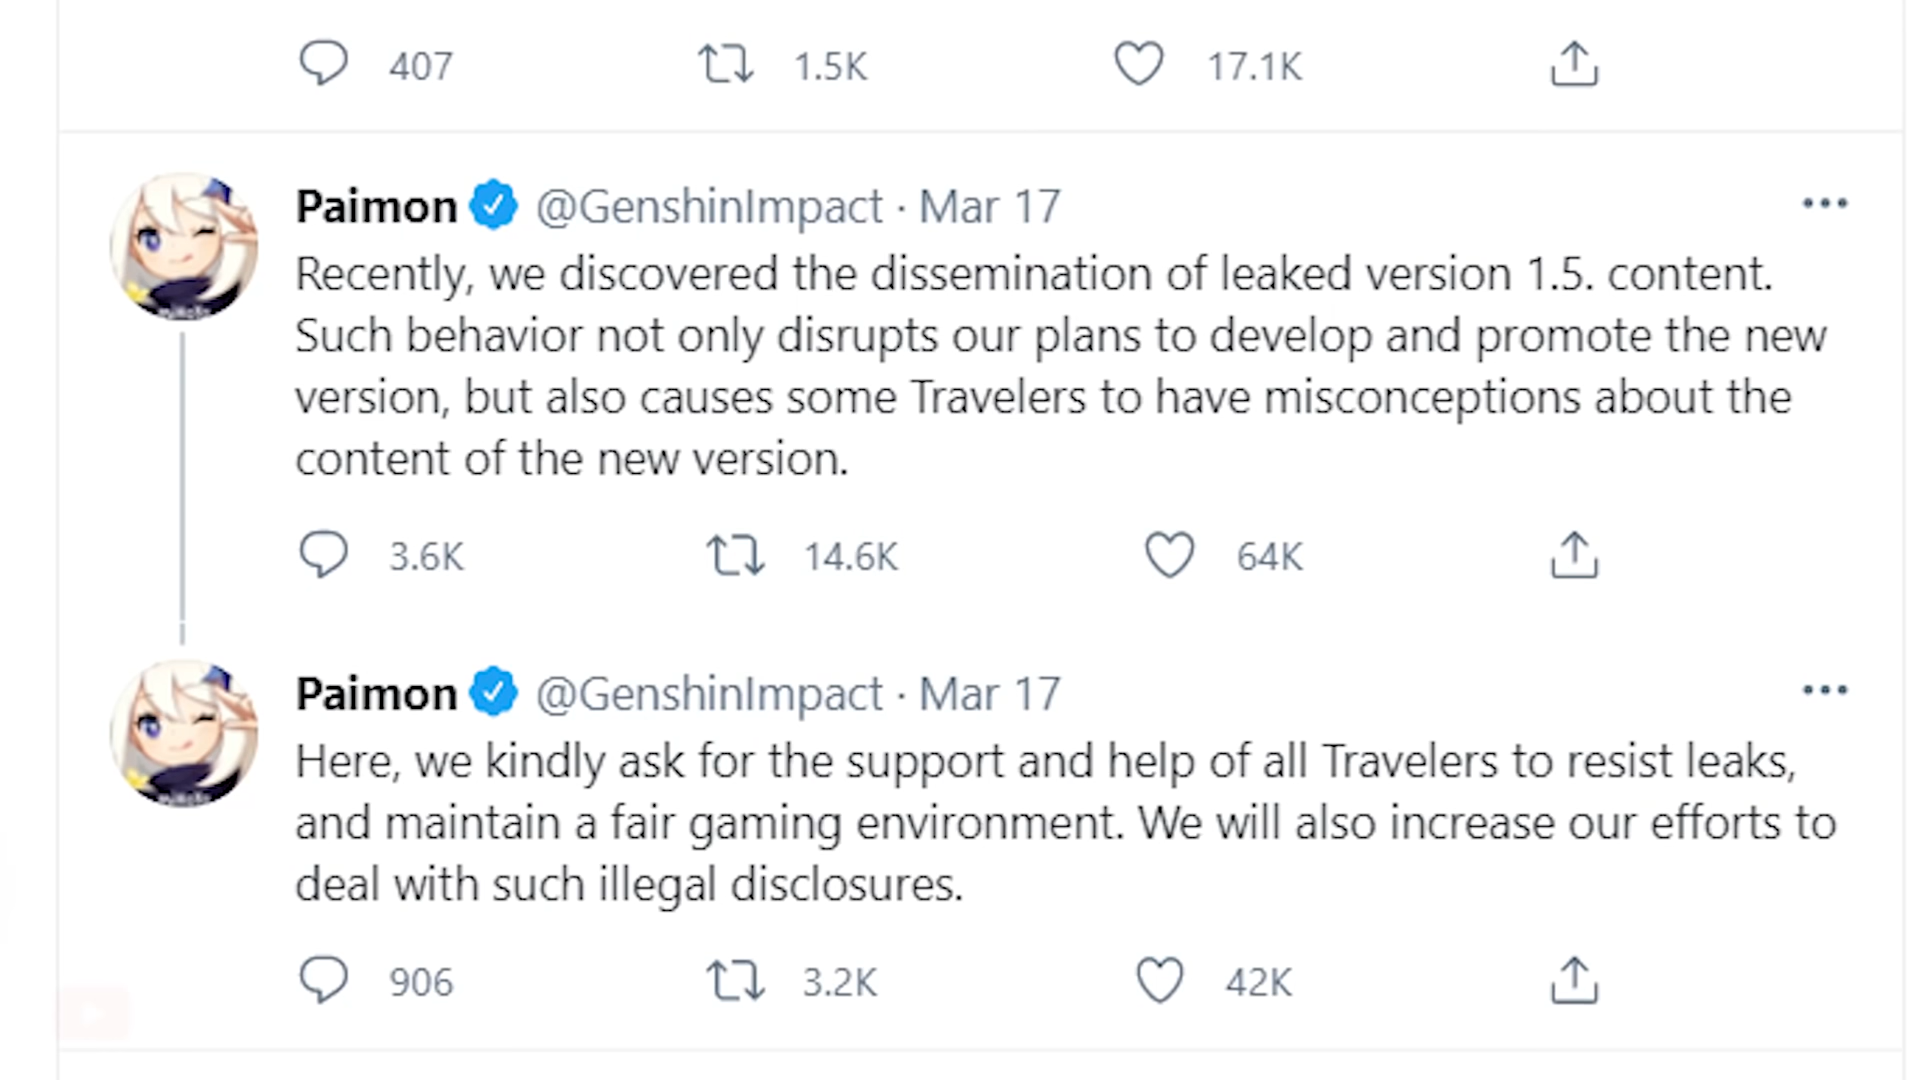 407 1.5K 17.1K
Paimon @GenshinImpact · Mar 17
Recently, we discovered the dissemination of leaked version 1.5. content.
Such behavior not only disrupts our plans to develop and promote the new
version, but also causes some Travelers to have misconceptions about the
content of the new version.
3.6K 14.6K 64K
Paimon @GenshinImpact · Mar 17
Here, we kindly ask for the support and help of all Travelers to resist leaks,
and maintain a fair gaming environment. We will also increase our efforts to
deal with such illegal disclosures.
906 3.2K 42K